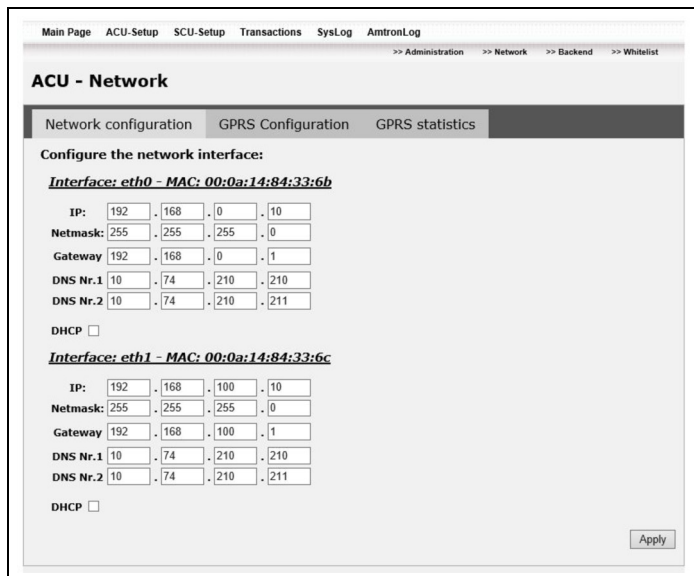 Main Page ACU-Setup SCU-Setup Transactions SysLog AmtronLog
>> Administration >> Network >> Backend >> Whitelist
ACU - Network
Network configuration GPRS Configuration GPRS statistics
Configure the network interface:
Interface: eth0 - MAC: 00:0a:14:84:33:6b
IP: 192 . 168 . 0 . 10
Netmask: 255 . 255 . 255 . 0
Gateway 192 . 168 . 0 . 1
DNS Nr.1 10 . 74 . 210 . 210
DNS Nr.2 10 . 74 . 210 . 211
DHCP
Interface: eth1 - MAC: 00:0a:14:84:33:6c
IP: 192 . 168 . 100 . 10
Netmask: 255 . 255 . 255 . 0
Gateway 192 . 168 . 100 . 1
DNS Nr.1 10 . 74 . 210 . 210
DNS Nr.2 10 . 74 . 210 . 211
DHCP
Apply